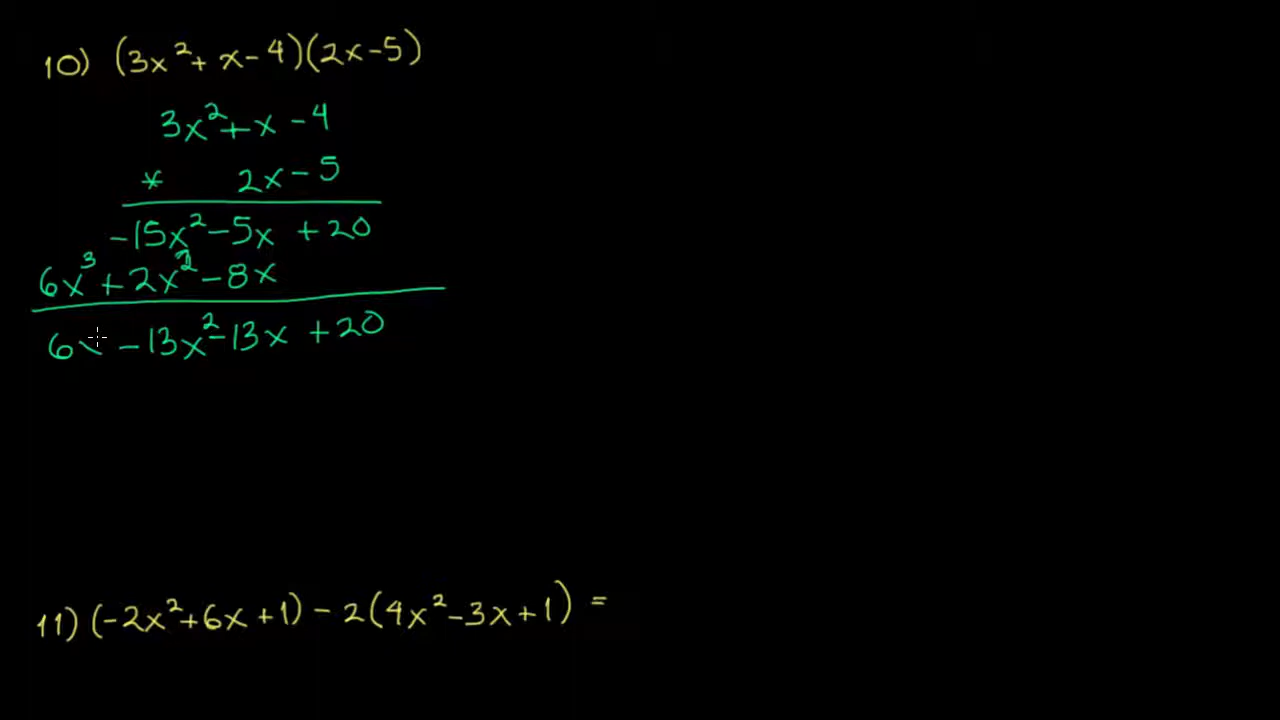 10) (3x² + x - 4)(2x - 5)
3x² + x - 4
* 2x - 5
-15x² - 5x + 20
6x³ + 2x² - 8x
6x - 13x² - 13x + 20
11) (-2x² + 6x + 1) - 2(4x² - 3x + 1) =